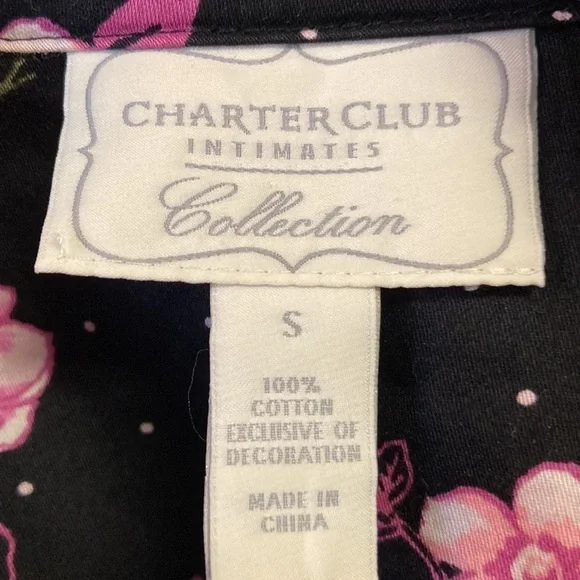 CHARTER CLUB
INTIMATES
Collection
S
100%
COTTON
EXCLUSIVE OF
DECORATION
MADE IN
CHINA